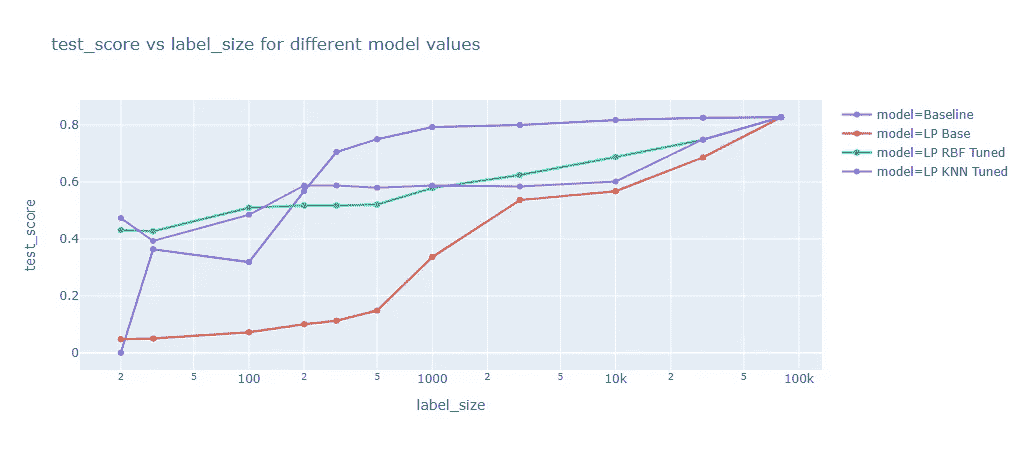 test_score vs label_size for different model values
model=Baseline
model=LP Base
model=LP RBF Tuned
model=LP KNN Tuned
0.8
0.6
0.4
0.2
0
test_score
2 5 100 2 5 1000 2 5 10k 2 5 100k
label_size